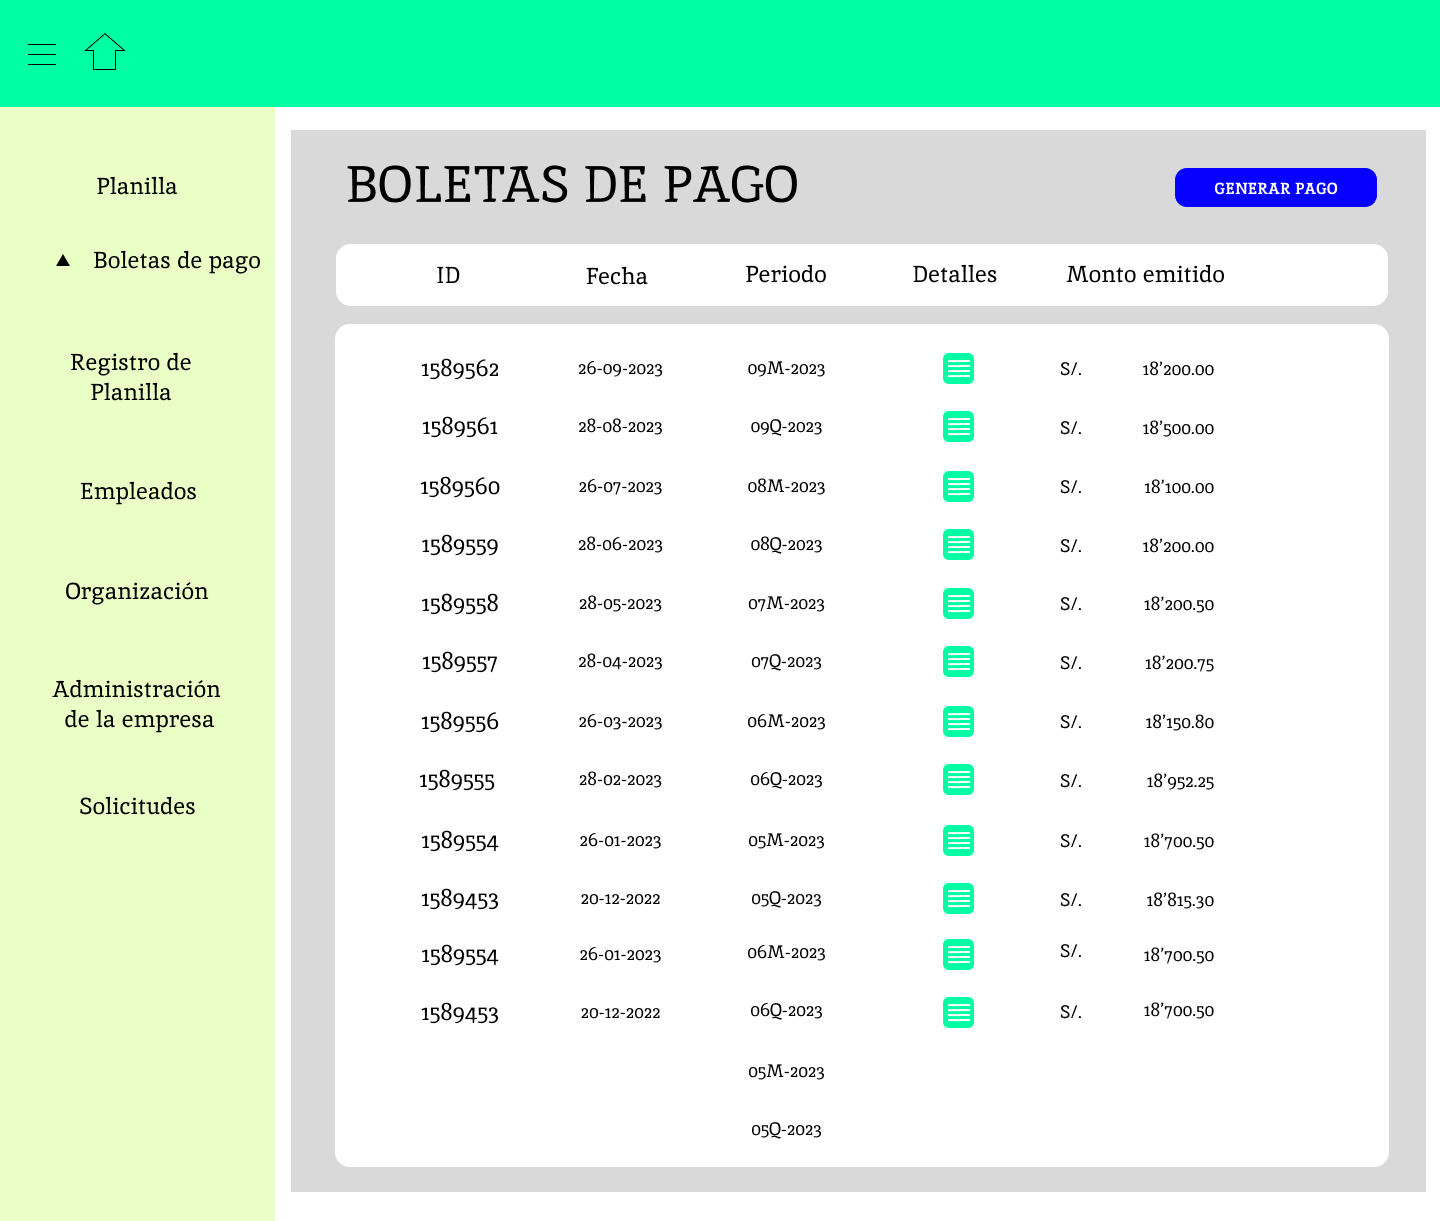 BOLETAS DE PAGO
GENERAR PAGO
Planilla
Boletas de pago
Registro de
Planilla
Empleados
Organización
Administración
de la empresa
Solicitudes
ID Fecha Periodo Detalles Monto emitido
1589562 26-09-2023 09M-2023 S/. 18’200.00
1589561 28-08-2023 09Q-2023 S/. 18’500.00
1589560 26-07-2023 08M-2023 S/. 18’100.00
1589559 28-06-2023 08Q-2023 S/. 18’200.00
1589558 28-05-2023 07M-2023 S/. 18’200.50
1589557 28-04-2023 07Q-2023 S/. 18’200.75
1589556 26-03-2023 06M-2023 S/. 18’150.80
1589555 28-02-2023 06Q-2023 S/. 18’952.25
1589554 26-01-2023 05M-2023 S/. 18’700.50
1589453 20-12-2022 05Q-2023 S/. 18’815.30
1589554 26-01-2023 06M-2023 S/. 18’700.50
1589453 20-12-2022 06Q-2023 S/. 18’700.50
05M-2023
05Q-2023